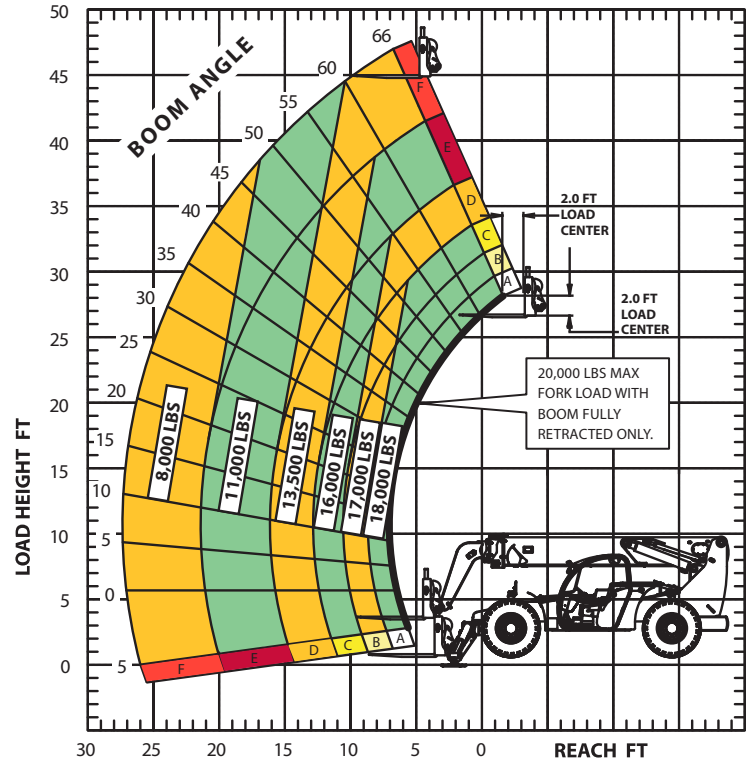 50
45
40
35
30
25
20
15
10
5
0
LOAD HEIGHT FT
BOOM ANGLE
66
60
55
50
45
40
35
30
25
20
15
10
5
0
5
F
E
D
C
B
A
2.0 FT
LOAD
CENTER
2.0 FT
LOAD
CENTER
20,000 LBS MAX
FORK LOAD WITH
BOOM FULLY
RETRACTED ONLY.
8,000 LBS
11,000 LBS
13,500 LBS
16,000 LBS
17,000 LBS
18,000 LBS
F
E
D
C
B
A
30
25
20
15
10
5
0
REACH FT